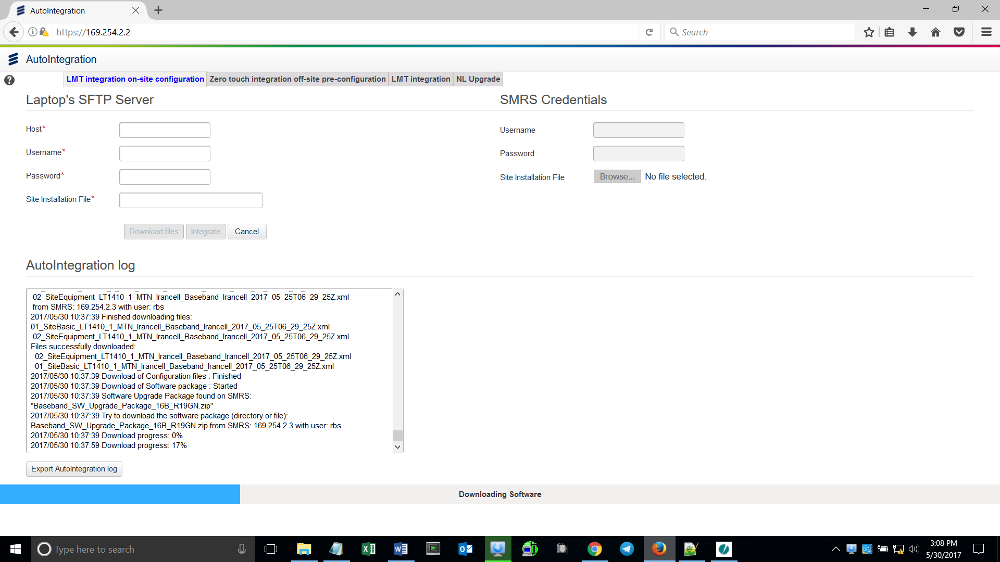 AutoIntegration
https://169.254.2.2
Search
AutoIntegration
LMT integration on-site configuration
Zero touch integration off-site pre-configuration
LMT integration
NL Upgrade
Laptop's SFTP Server
Host*
Username*
Password*
Site Installation File*
Download files
Integrate
Cancel
SMRS Credentials
Username
Password
Site Installation File
Browse...
No file selected.
AutoIntegration log
02_SiteEquipment_LT1410_1_MTN_Irancell_Baseband_Irancell_2017_05_25T06_29_25Z.xml
from SMRS: 169.254.2.3 with user: rbs
2017/05/30 10:37:39 Finished downloading files:
01_SiteBasic_LT1410_1_MTN_Irancell_Baseband_Irancell_2017_05_25T06_29_25Z.xml
02_SiteEquipment_LT1410_1_MTN_Irancell_Baseband_Irancell_2017_05_25T06_29_25Z.xml
Files successfully downloaded:
02_SiteEquipment_LT1410_1_MTN_Irancell_Baseband_Irancell_2017_05_25T06_29_25Z.xml
01_SiteBasic_LT1410_1_MTN_Irancell_Baseband_Irancell_2017_05_25T06_29_25Z.xml
2017/05/30 10:37:39 Download of Configuration files : Finished
2017/05/30 10:37:39 Download of Software package : Started
2017/05/30 10:37:39 Software Upgrade Package found on SMRS:
"Baseband_SW_Upgrade_Package_16B_R19GN.zip"
2017/05/30 10:37:39 Try to download the software package (directory or file):
Baseband_SW_Upgrade_Package_16B_R19GN.zip from SMRS: 169.254.2.3 with user: rbs
2017/05/30 10:37:39 Download progress: 0%
2017/05/30 10:37:59 Download progress: 17%
Export AutoIntegration log
Downloading Software
Type here to search
3:08 PM
5/30/2017